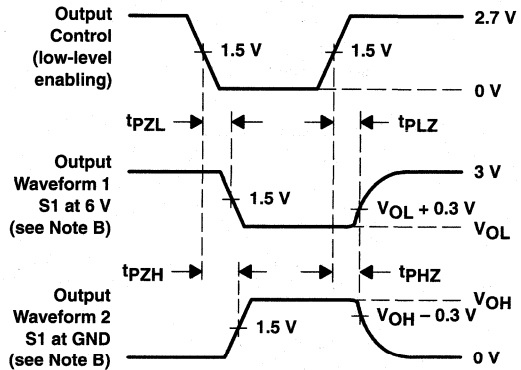 Output
Control
(low-level
enabling)
1.5 V
1.5 V
2.7 V
0 V
tPZL
tPLZ
Output
Waveform 1
S1 at 6 V
(see Note B)
1.5 V
3 V
VOL + 0.3 V
VOL
tPZH
tPHZ
Output
Waveform 2
S1 at GND
(see Note B)
1.5 V
VOH
VOH – 0.3 V
0 V